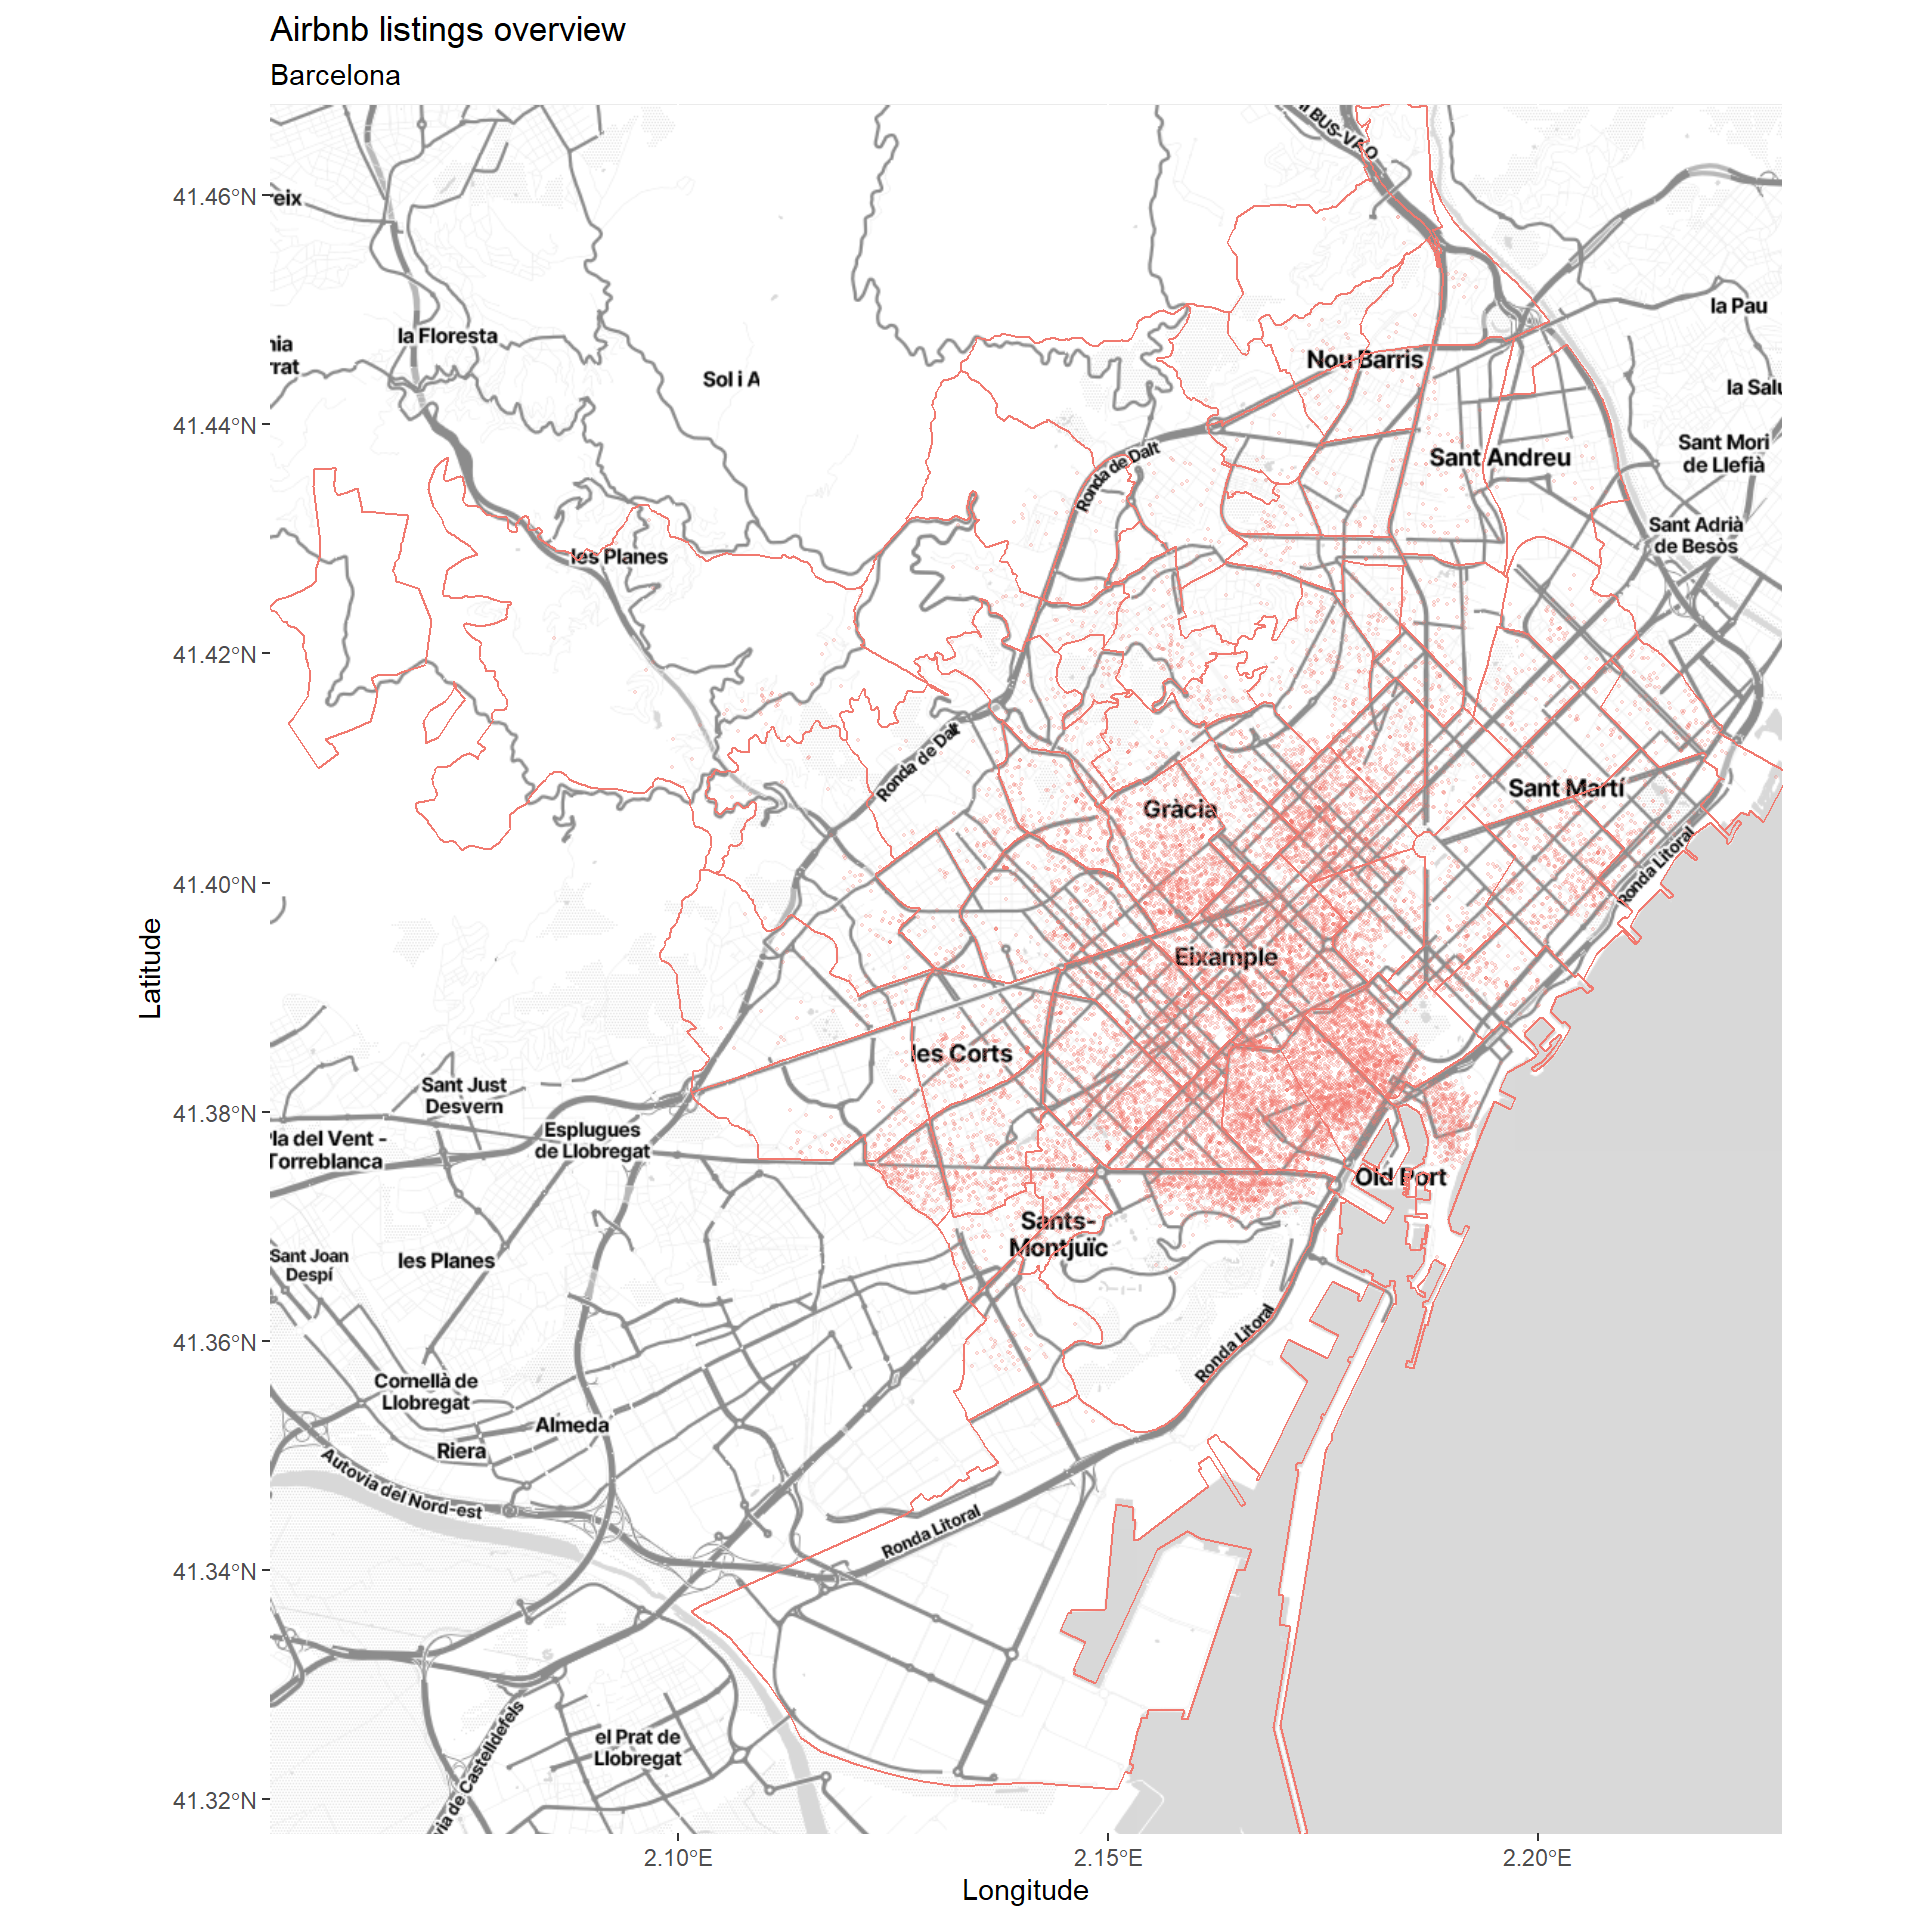 Airbnb listings overview
Barcelona
BUS-VAO
41.46°N
eix
la Pau
la Floresta
nia
rrat
Nou Barris
Sol i A
la Salu
41.44°N
Sant Mori
de Llefià
Sant Andreu
Ronda de Dalt
Sant Adrià
de Besòs
les Planes
41.42°N
Ronda de Dalt
Sant Martí
Gràcia
Ronda Litoral
41.40°N
Latitude
Eixample
les Corts
Sant Just
Desvern
41.38°N
Esplugues
de Llobregat
la del Vent -
Torreblanca
Old Port
Sants-
Montjuïc
Sant Joan
Despí
les Planes
41.36°N
Ronda Litoral
Cornellà de
Llobregat
Almeda
Riera
Autovia del Nord-est
Ronda Litoral
41.34°N
el Prat de
Llobregat
via de Castelldefels
41.32°N
2.10°E
2.15°E
2.20°E
Longitude